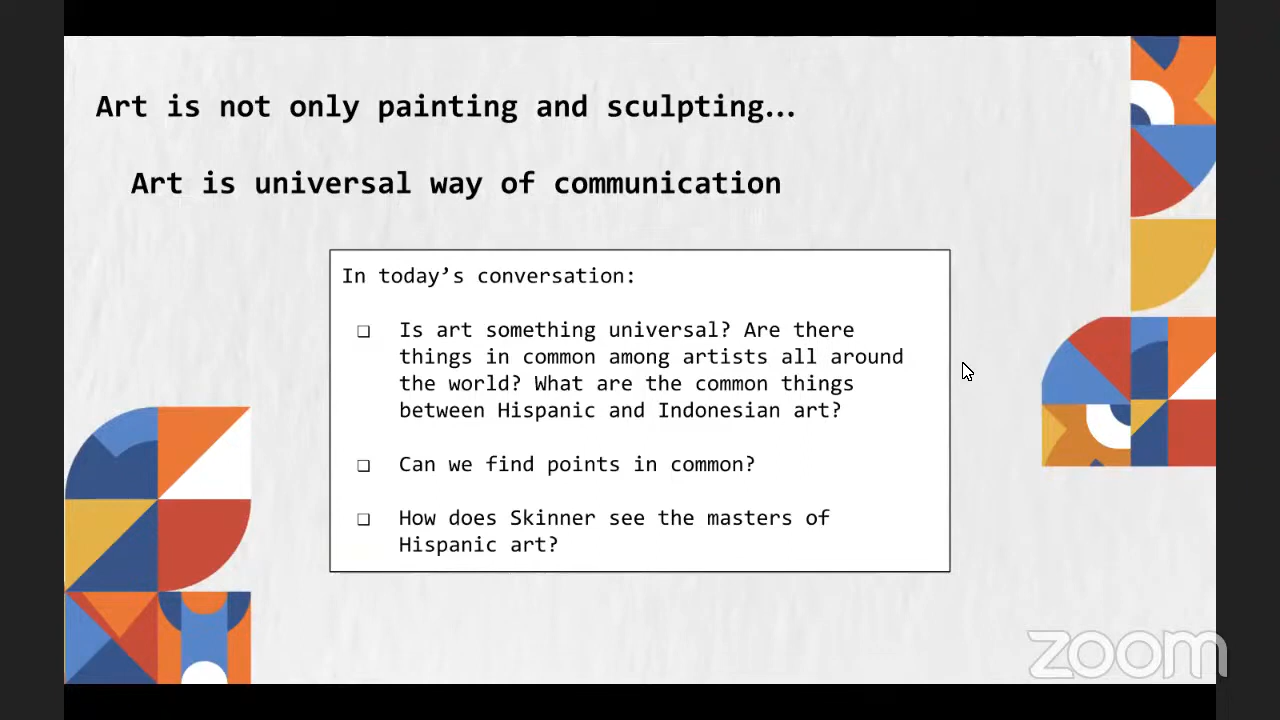 Art is not only painting and sculpting…
Art is universal way of communication
In today’s conversation:
❑ Is art something universal? Are there
things in common among artists all around
the world? What are the common things
between Hispanic and Indonesian art?
❑ Can we find points in common?
❑ How does Skinner see the masters of
Hispanic art?
zoom